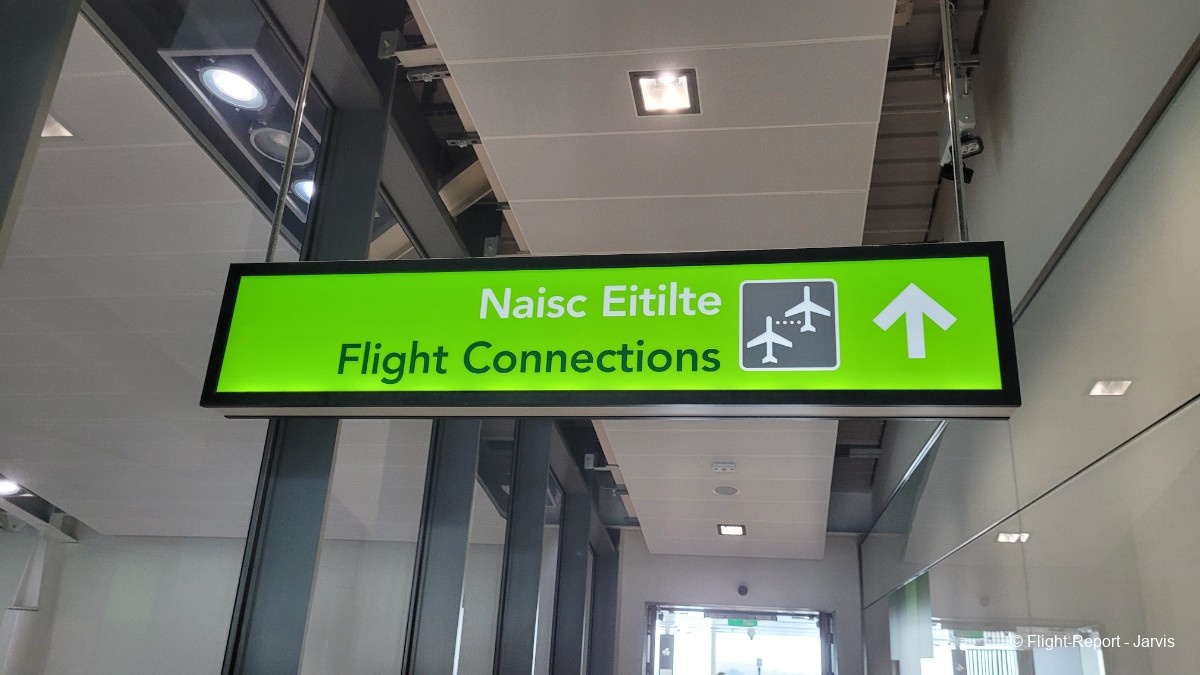 Naisc Eitilte
Flight Connections
© Flight-Report - Jarvis